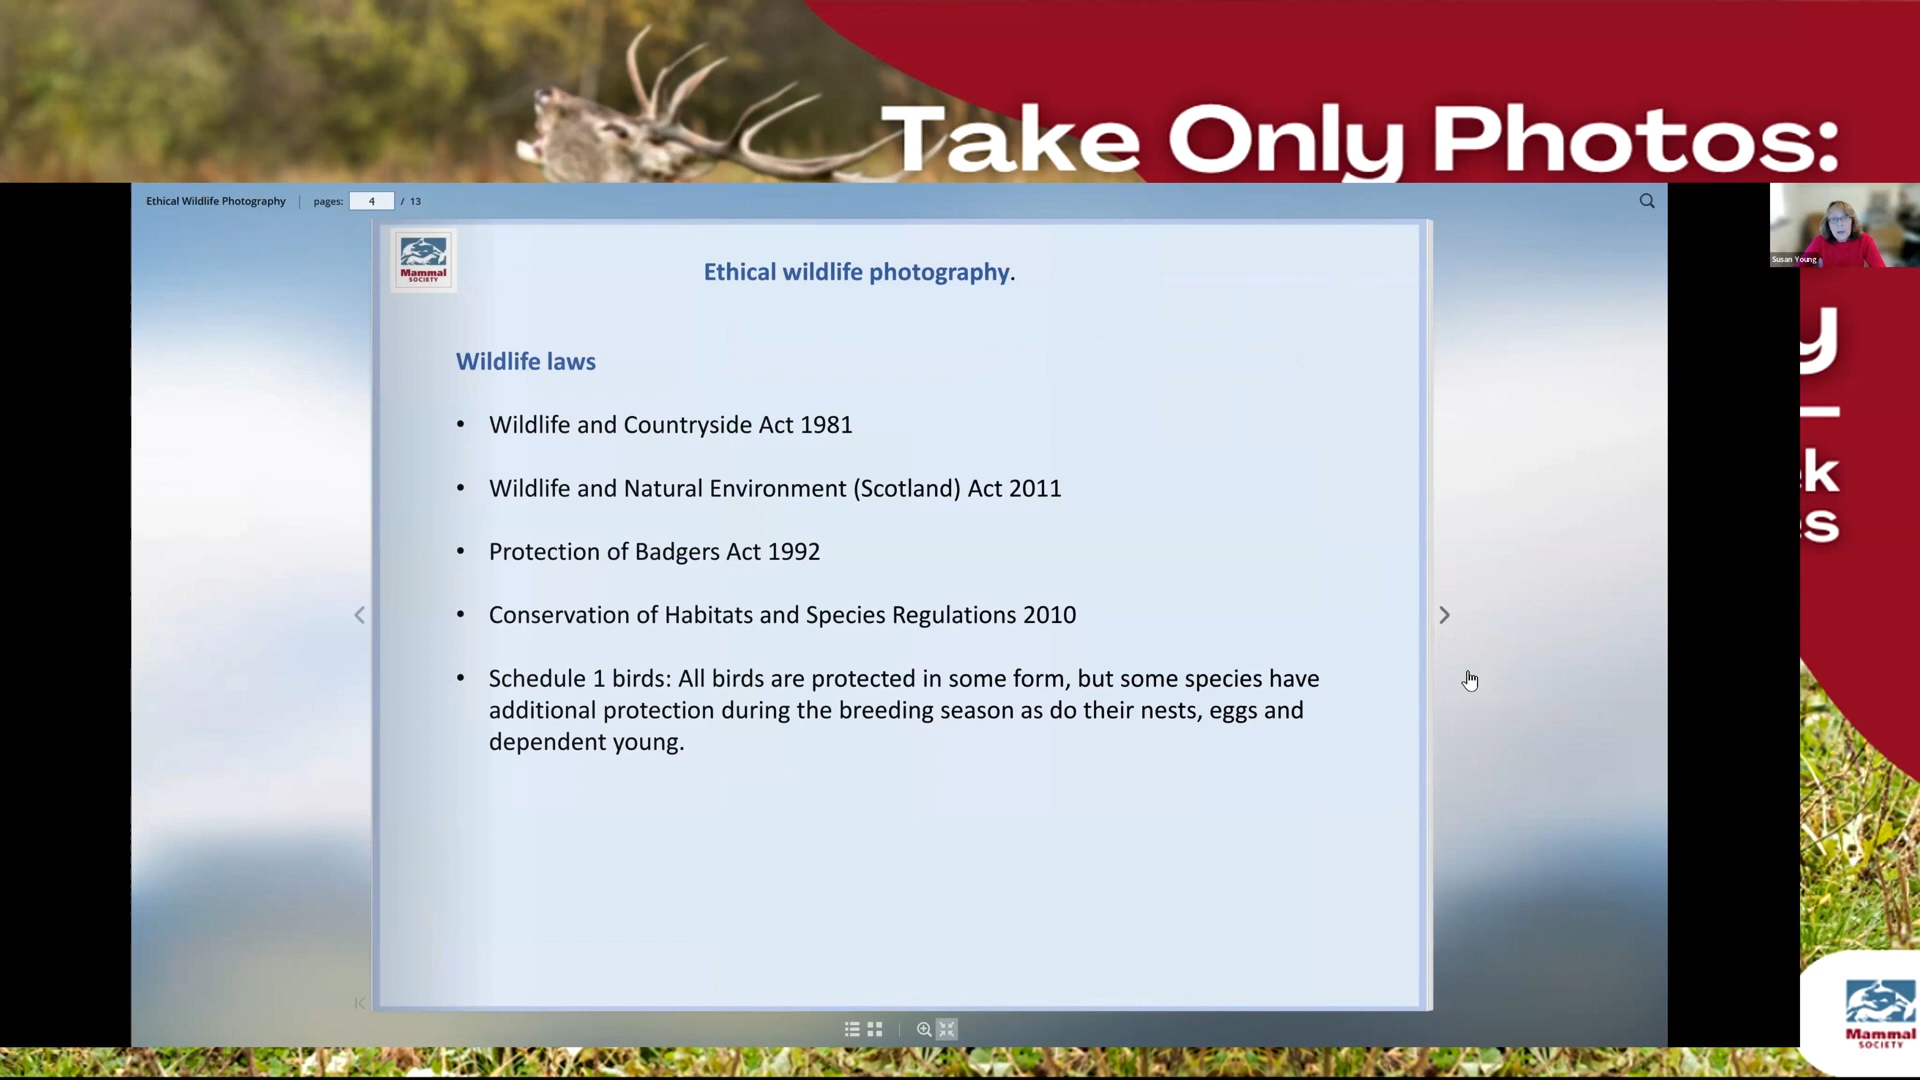 Take Only Photos:
Ethical Wildlife Photography
pages:
4
/ 13
Susan Young
Mammal
SOCIETY
Ethical wildlife photography.
Wildlife laws
• Wildlife and Countryside Act 1981
• Wildlife and Natural Environment (Scotland) Act 2011
• Protection of Badgers Act 1992
• Conservation of Habitats and Species Regulations 2010
• Schedule 1 birds: All birds are protected in some form, but some species have
additional protection during the breeding season as do their nests, eggs and
dependent young.
y
k
s
Mammal
SOCIETY